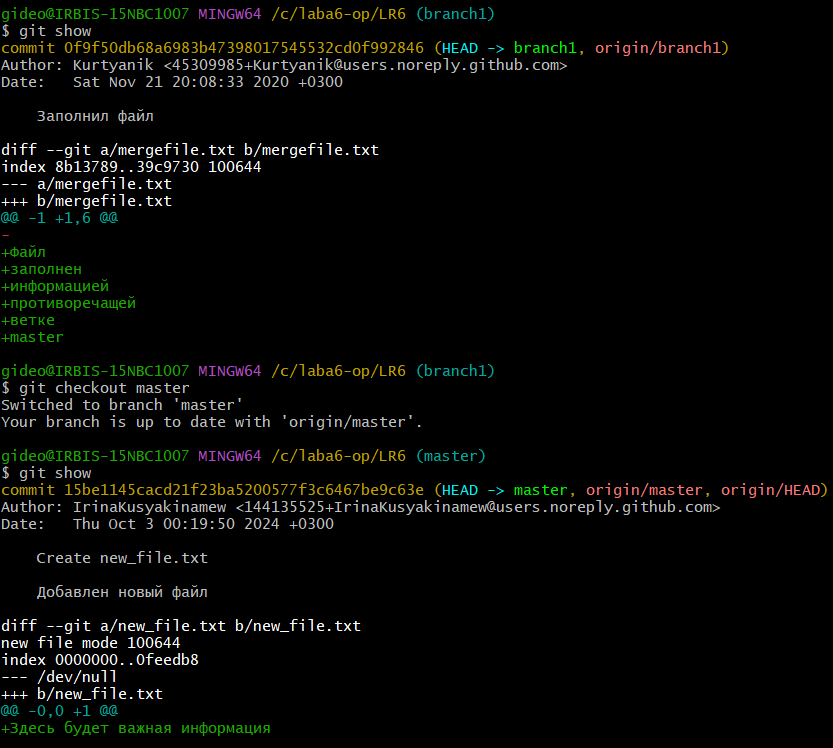 gideo@IRBIS-15NBC1007 MINGW64 /c/laba6-op/LR6 (branch1)
$ git show
commit 0f9f50db68a6983b47398017545532cd0f992846 (HEAD -> branch1, origin/branch1)
Author: Kurtyanik <45309985+Kurtyanik@users.noreply.github.com>
Date:   Sat Nov 21 20:08:33 2020 +0300

    Заполнил файл

diff --git a/mergefile.txt b/mergefile.txt
index 8b13789..39c9730 100644
--- a/mergefile.txt
+++ b/mergefile.txt
@@ -1 +1,6 @@
-
+Файл
+заполнен
+информацией
+противоречащей
+ветке
+master

gideo@IRBIS-15NBC1007 MINGW64 /c/laba6-op/LR6 (branch1)
$ git checkout master
Switched to branch 'master'
Your branch is up to date with 'origin/master'.

gideo@IRBIS-15NBC1007 MINGW64 /c/laba6-op/LR6 (master)
$ git show
commit 15be1145cacd21f23ba5200577f3c6467be9c63e (HEAD -> master, origin/master, origin/HEAD)
Author: IrinaKusyakinamew <144135525+IrinaKusyakinamew@users.noreply.github.com>
Date:   Thu Oct 3 00:19:50 2024 +0300

    Create new_file.txt

    Добавлен новый файл

diff --git a/new_file.txt b/new_file.txt
new file mode 100644
index 0000000..0feedb8
--- /dev/null
+++ b/new_file.txt
@@ -0,0 +1 @@
+Здесь будет важная информация